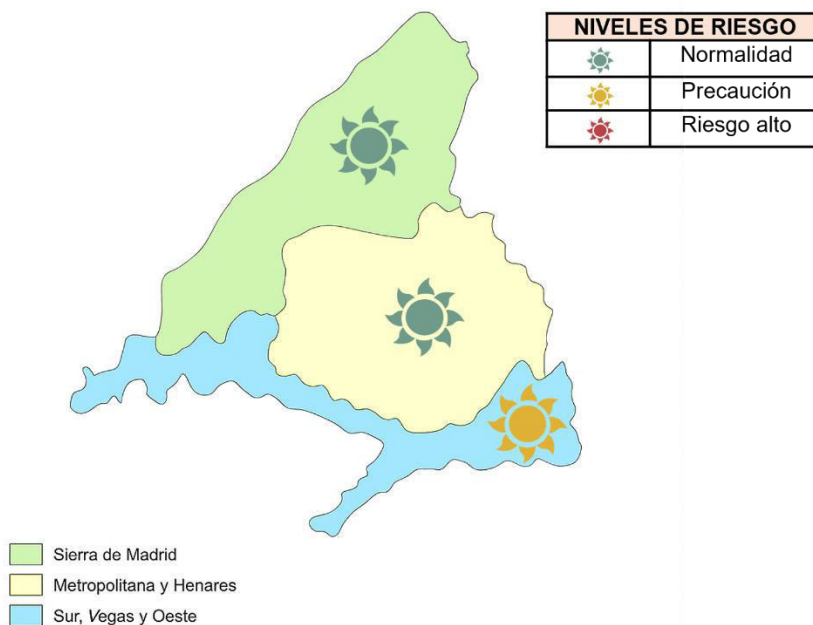 NIVELES DE RIESGO
Normalidad
Precaución
Riesgo alto
Sierra de Madrid
Metropolitana y Henares
Sur, Vegas y Oeste